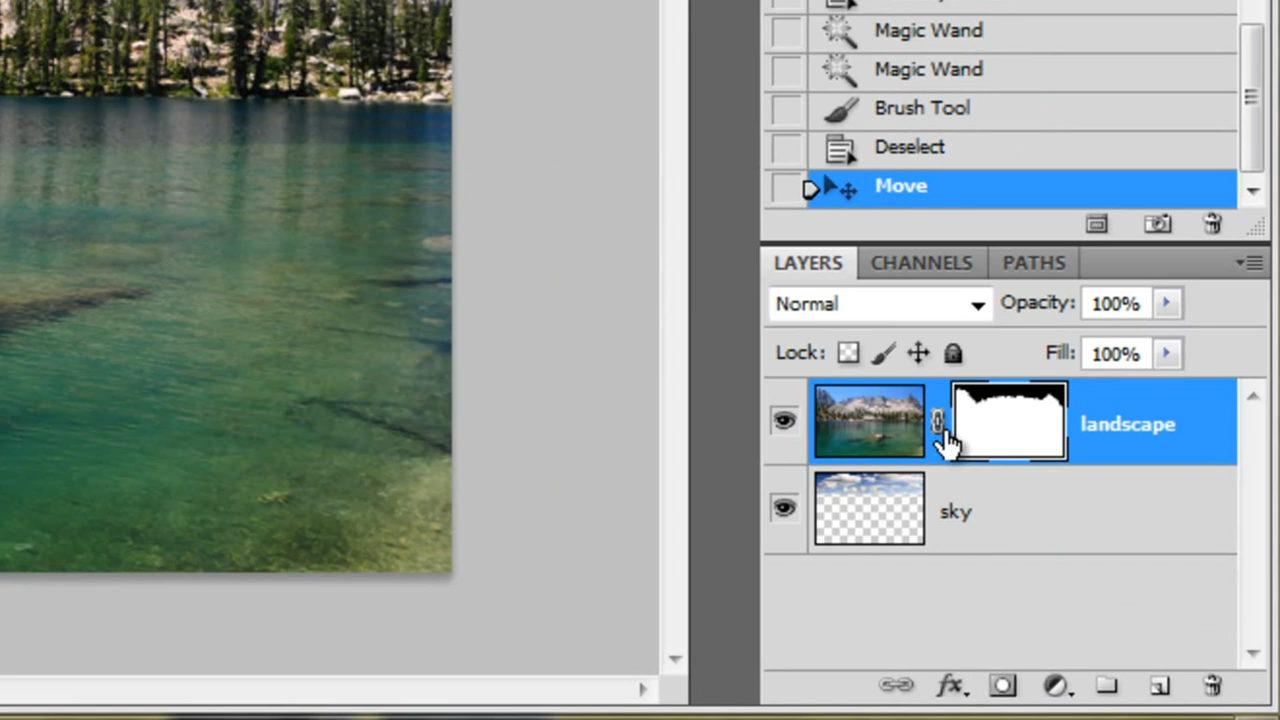 Magic Wand
Magic Wand
Brush Tool
Deselect
Move
LAYERS CHANNELS PATHS
Normal Opacity: 100%
Lock: Fill: 100%
landscape
sky
fx